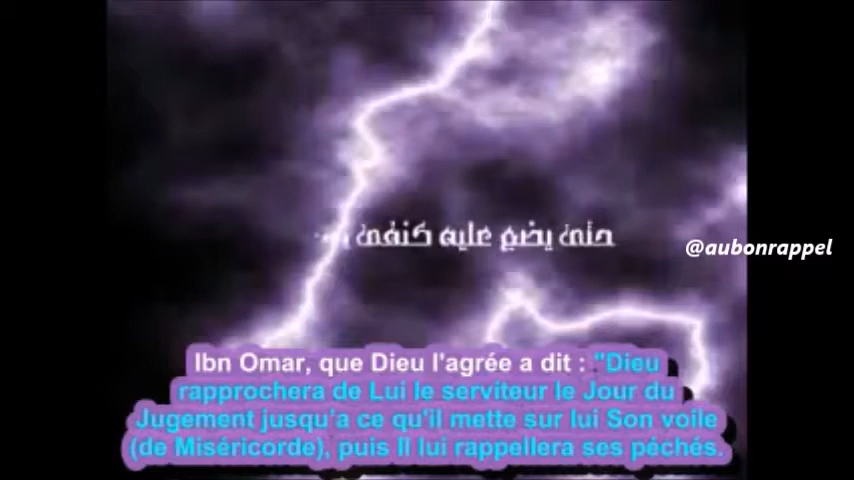 حتى يضع عليه كنفه
@aubonrappel
Ibn Omar, que Dieu l'agrée a dit : "Dieu
rapprochera de Lui le serviteur le Jour du
Jugement jusqu'a ce qu'il mette sur lui Son voile
(de Miséricorde), puis Il lui rappellera ses péchés.